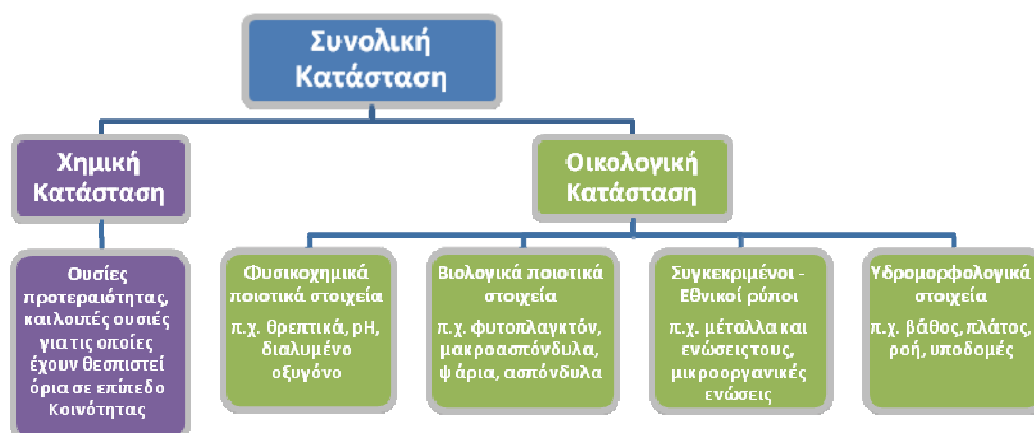 Συνολική
Κατάσταση
Χημική
Κατάσταση
Οικολογική
Κατάσταση
Ουσίες
προτεραιότητας,
και λοιπές ουσιές
για τις οποίες
έχουν θεσπιστεί
όρια σε επίπεδο
Κοινότητας
Φυσικοχημικά
ποιοτικά στοιχεία
π.χ. θρεπτικά, pH,
διαλυμένο
οξυγόνο
Βιολογικά ποιοτικά
στοιχεία
π.χ. φυτοπλαγκτόν,
μακροασπόνδυλα,
ψάρια, ασπόνδυλα
Συγκεκριμένοι -
Εθνικοί ρύποι
π.χ. μέταλλα και
ενώσεις τους,
μικροοργανικές
ενώσεις
Υδρομορφολογικά
στοιχεία
π.χ. βάθος, πλάτος,
ροή, υποδομές